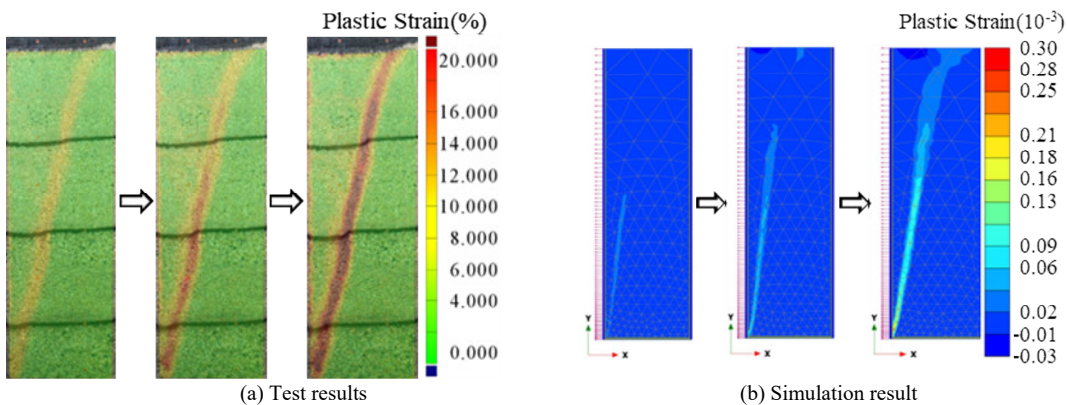 Plastic Strain(%)
20.000
16.000
14.000
12.000
10.000
8.000
6.000
4.000
2.000
0.000
(a) Test results
Plastic Strain(10⁻³)
0.30
0.28
0.25
0.21
0.18
0.16
0.13
0.09
0.06
0.02
-0.01
-0.03
Y
X
Y
X
Y
X
(b) Simulation result